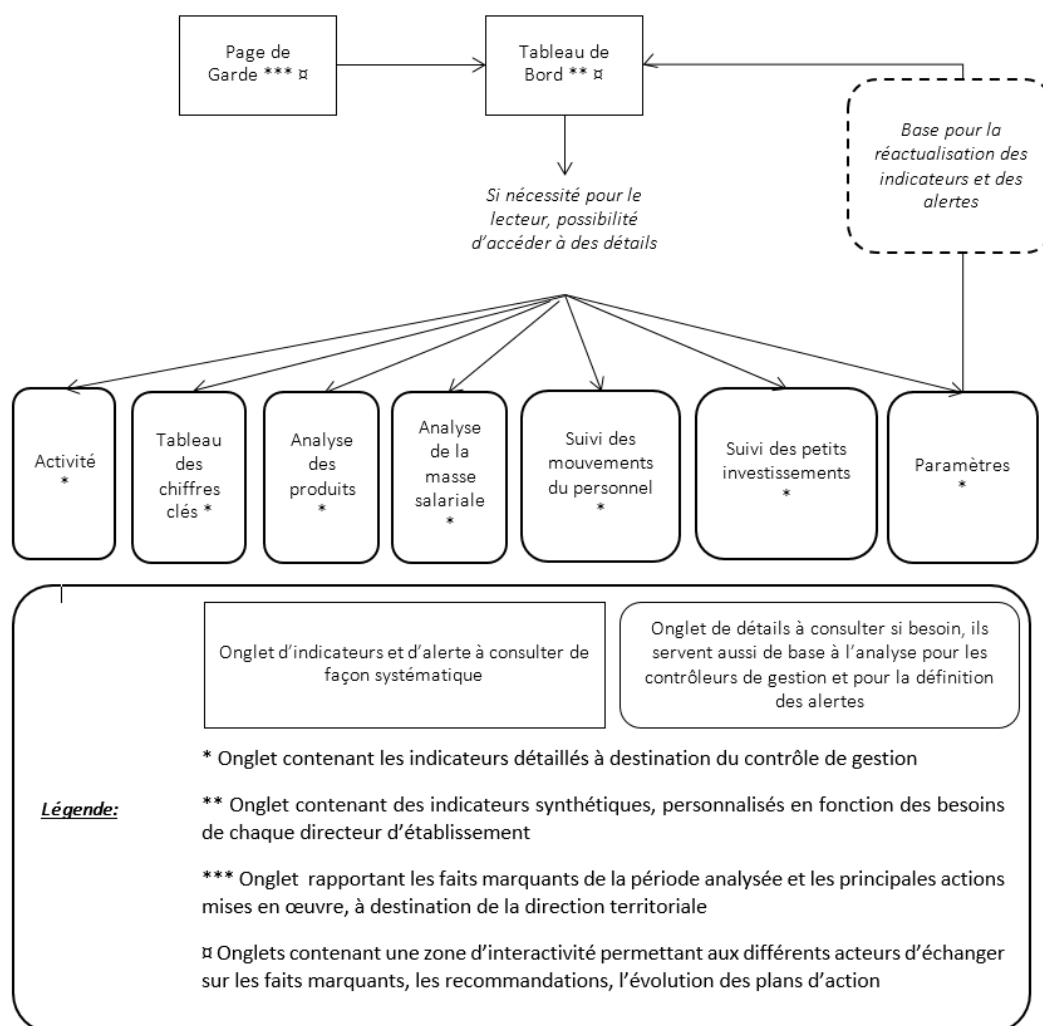 Page de
Garde *** ¤
Tableau de
Bord ** ¤
Base pour la
réactualisation des
indicateurs et des
alertes
Si nécessité pour le
lecteur, possibilité
d'accéder à des détails
Activité
*
Tableau
des
chiffres
clés *
Analyse
des
produits
*
Analyse
de la
masse
salariale
*
Suivi des
mouvements
du personnel
*
Suivi des petits
investissements
*
Paramètres
*
Onglet d'indicateurs et d'alerte à consulter de
façon systématique
Onglet de détails à consulter si besoin, ils
servent aussi de base à l'analyse pour les
contrôleurs de gestion et pour la définition
des alertes
Légende:
* Onglet contenant les indicateurs détaillés à destination du contrôle de gestion
** Onglet contenant des indicateurs synthétiques, personnalisés en fonction des besoins
de chaque directeur d'établissement
*** Onglet rapportant les faits marquants de la période analysée et les principales actions
mises en œuvre, à destination de la direction territoriale
¤ Onglets contenant une zone d'interactivité permettant aux différents acteurs d'échanger
sur les faits marquants, les recommandations, l'évolution des plans d'action